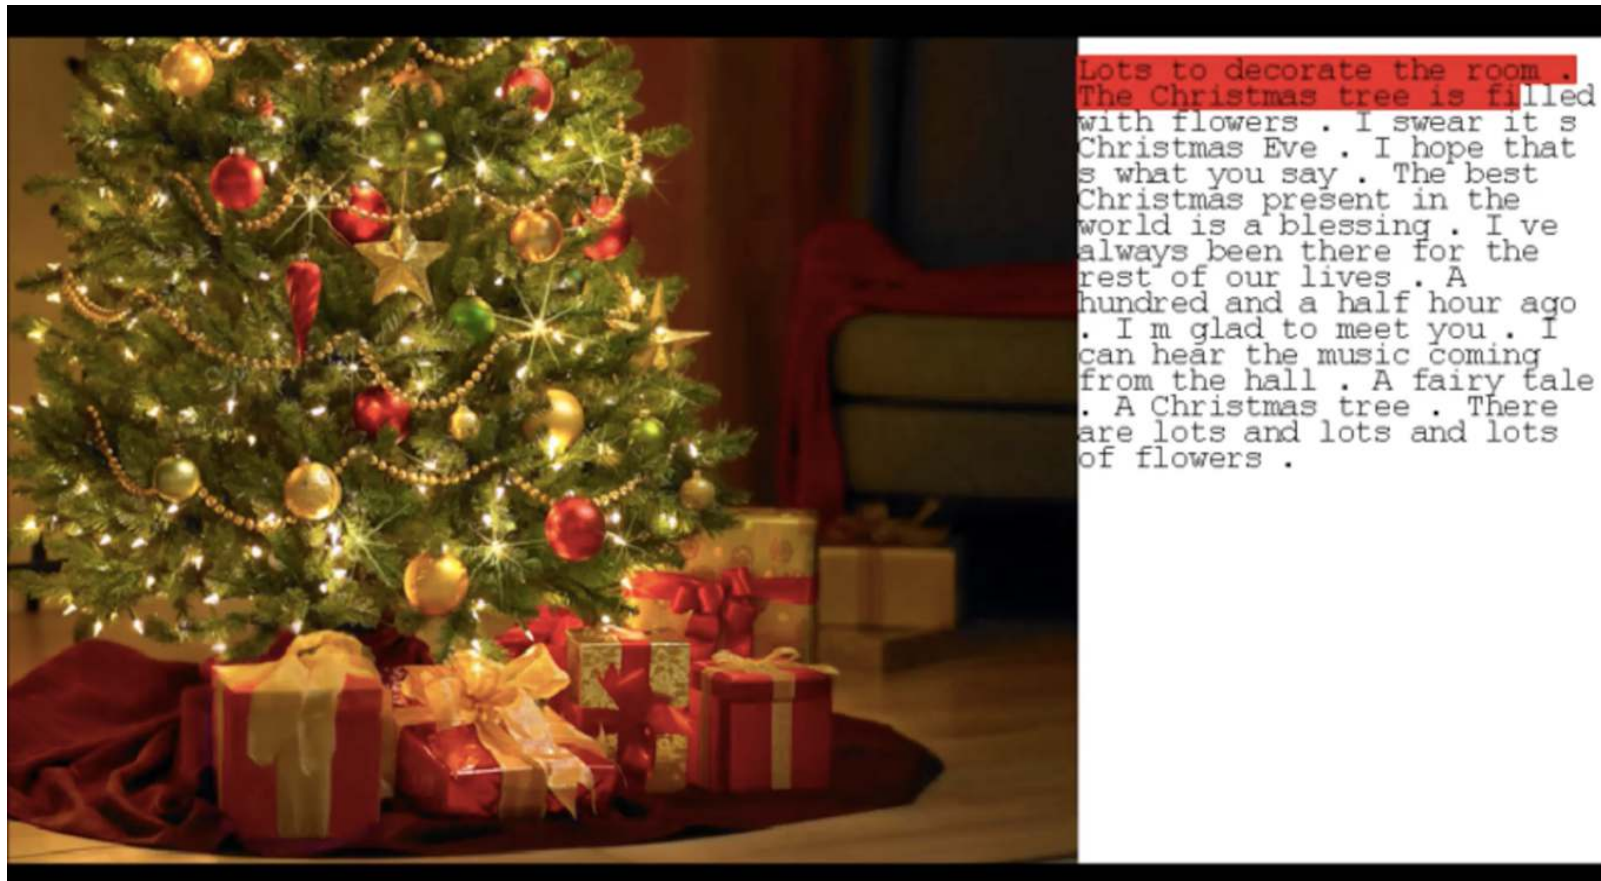 Lots to decorate the room .
The Christmas tree is filled
with flowers . I swear it s
Christmas Eve . I hope that
s what you say . The best
Christmas present in the
world is a blessing . I ve
always been there for the
rest of our lives . A
hundred and a half hour ago
. I m glad to meet you . I
can hear the music coming
from the hall . A fairy tale
. A Christmas tree . There
are lots and lots and lots
of flowers .